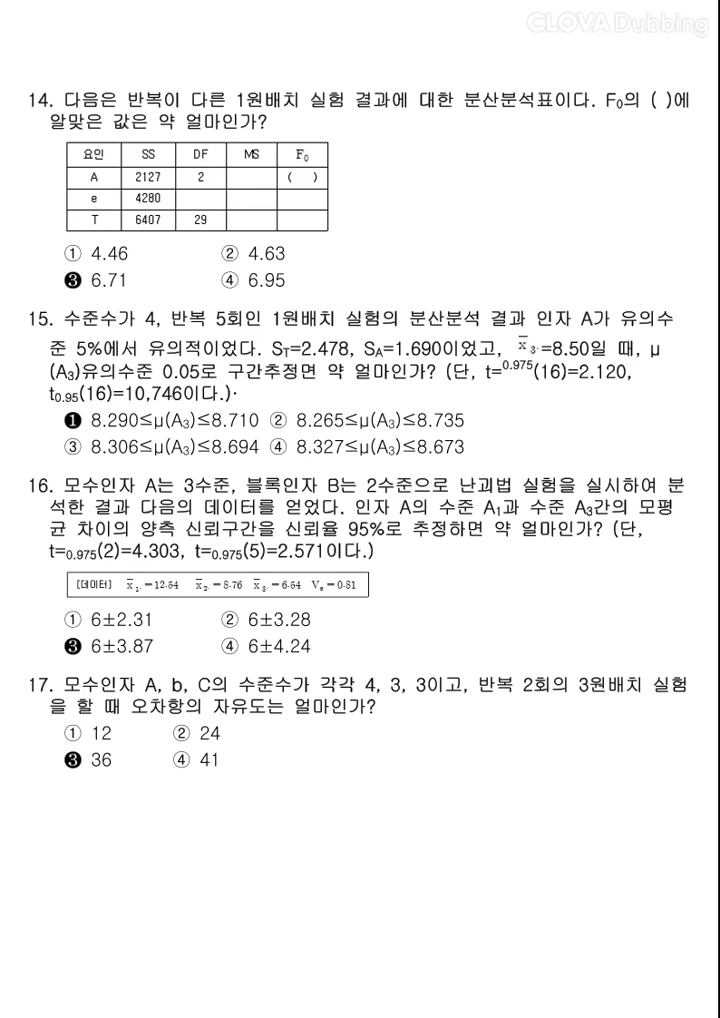 CLOVA Dubbing
14. 다음은 반복이 다른 1원배치 실험 결과에 대한 분산분석표이다. F₀의 ( )에
알맞은 값은 약 얼마인가?
요인 SS DF MS F₀
A 2127 2 ( )
e 4280
T 6407 29
① 4.46 ② 4.63
❸ 6.71 ④ 6.95
15. 수준수가 4, 반복 5회인 1원배치 실험의 분산분석 결과 인자 A가 유의수
준 5%에서 유의적이었다. S_T=2.478, S_A=1.690이었고, x̄₃.=8.50일 때, μ
(A₃)유의수준 0.05로 구간추정면 약 얼마인가? (단, t=⁰·⁹⁷⁵(16)=2.120,
t₀.₉₅(16)=10,746이다.)·
❶ 8.290≤μ(A₃)≤8.710 ② 8.265≤μ(A₃)≤8.735
③ 8.306≤μ(A₃)≤8.694 ④ 8.327≤μ(A₃)≤8.673
16. 모수인자 A는 3수준, 블록인자 B는 2수준으로 난괴법 실험을 실시하여 분
석한 결과 다음의 데이터를 얻었다. 인자 A의 수준 A₁과 수준 A₃간의 모평
균 차이의 양측 신뢰구간을 신뢰율 95%로 추정하면 약 얼마인가? (단,
t=₀.₉₇₅(2)=4.303, t=₀.₉₇₅(5)=2.571이다.)
[데이터] x̄₁.=12.54 x̄₂.=8.76 x̄₃.=6.54 Vₑ=0.81
① 6±2.31 ② 6±3.28
❸ 6±3.87 ④ 6±4.24
17. 모수인자 A, b, C의 수준수가 각각 4, 3, 3이고, 반복 2회의 3원배치 실험
을 할 때 오차항의 자유도는 얼마인가?
① 12 ② 24
❸ 36 ④ 41